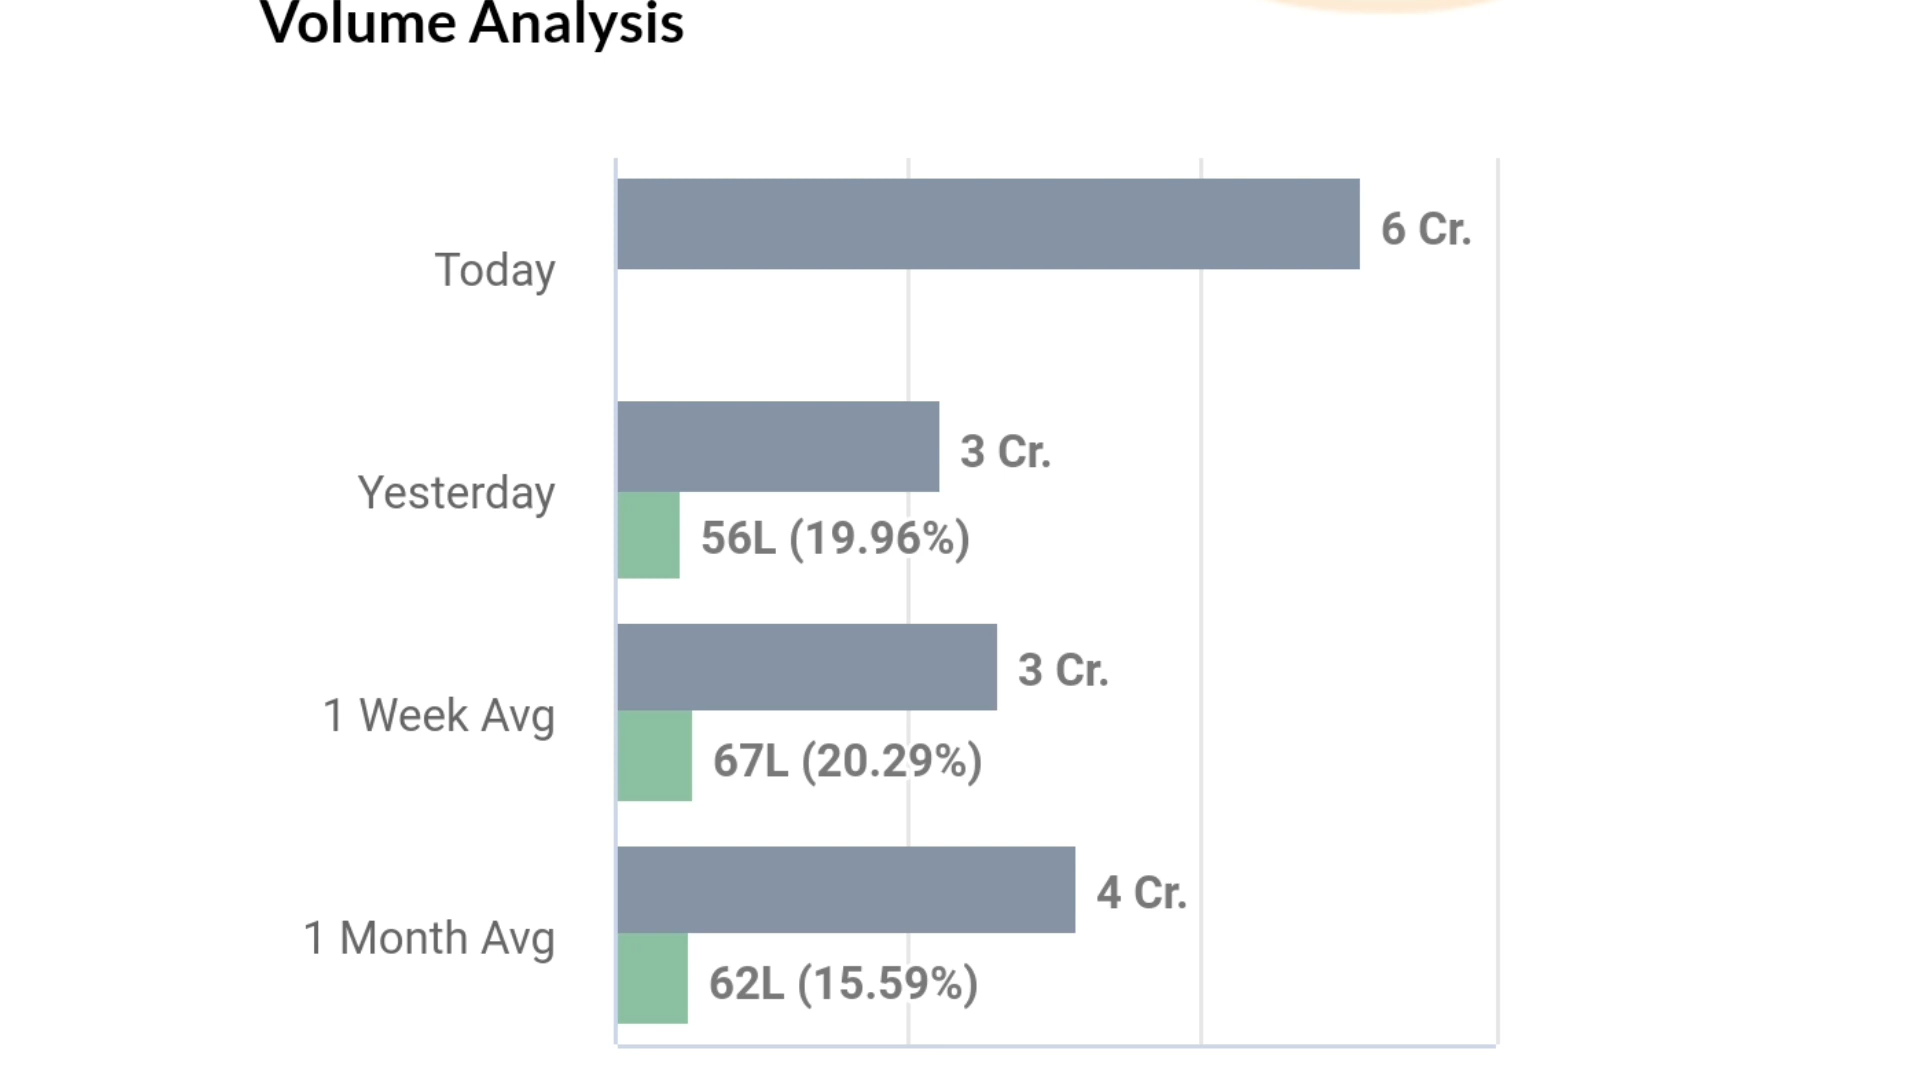 Volume Analysis
Today
6 Cr.
Yesterday
3 Cr.
56L (19.96%)
1 Week Avg
3 Cr.
67L (20.29%)
1 Month Avg
4 Cr.
62L (15.59%)